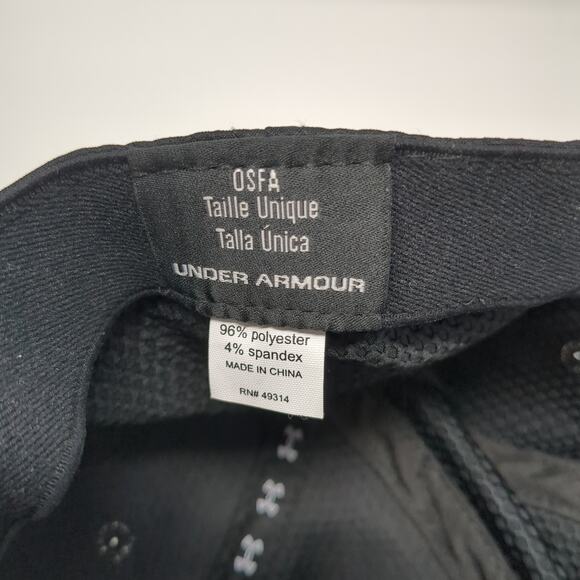 OSFA
Taille Unique
Talla Única
UNDER ARMOUR
96% polyester
4% spandex
MADE IN CHINA
RN# 49314